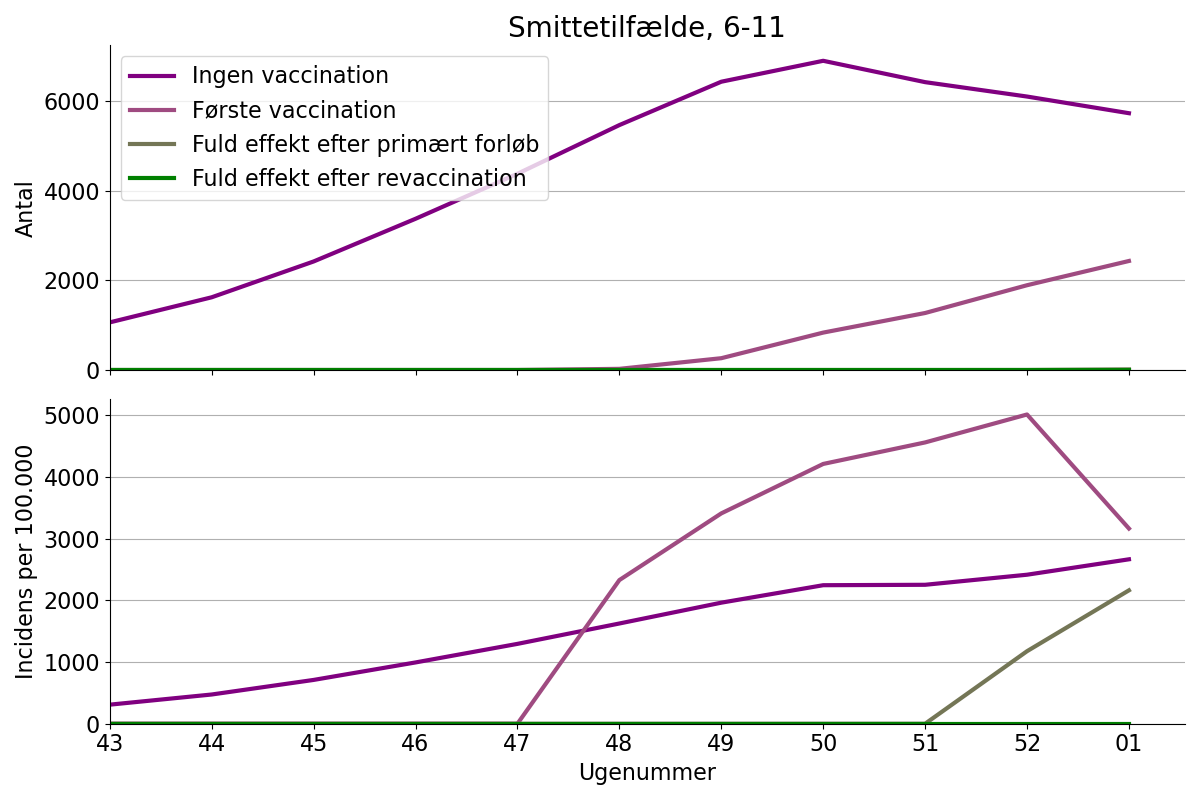 Smittetilfælde, 6-11
Ingen vaccination
Første vaccination
Fuld effekt efter primært forløb
Fuld effekt efter revaccination
Antal
6000
4000
2000
0
Incidens per 100.000
5000
4000
3000
2000
1000
0
43 44 45 46 47 48 49 50 51 52 01
Ugenummer